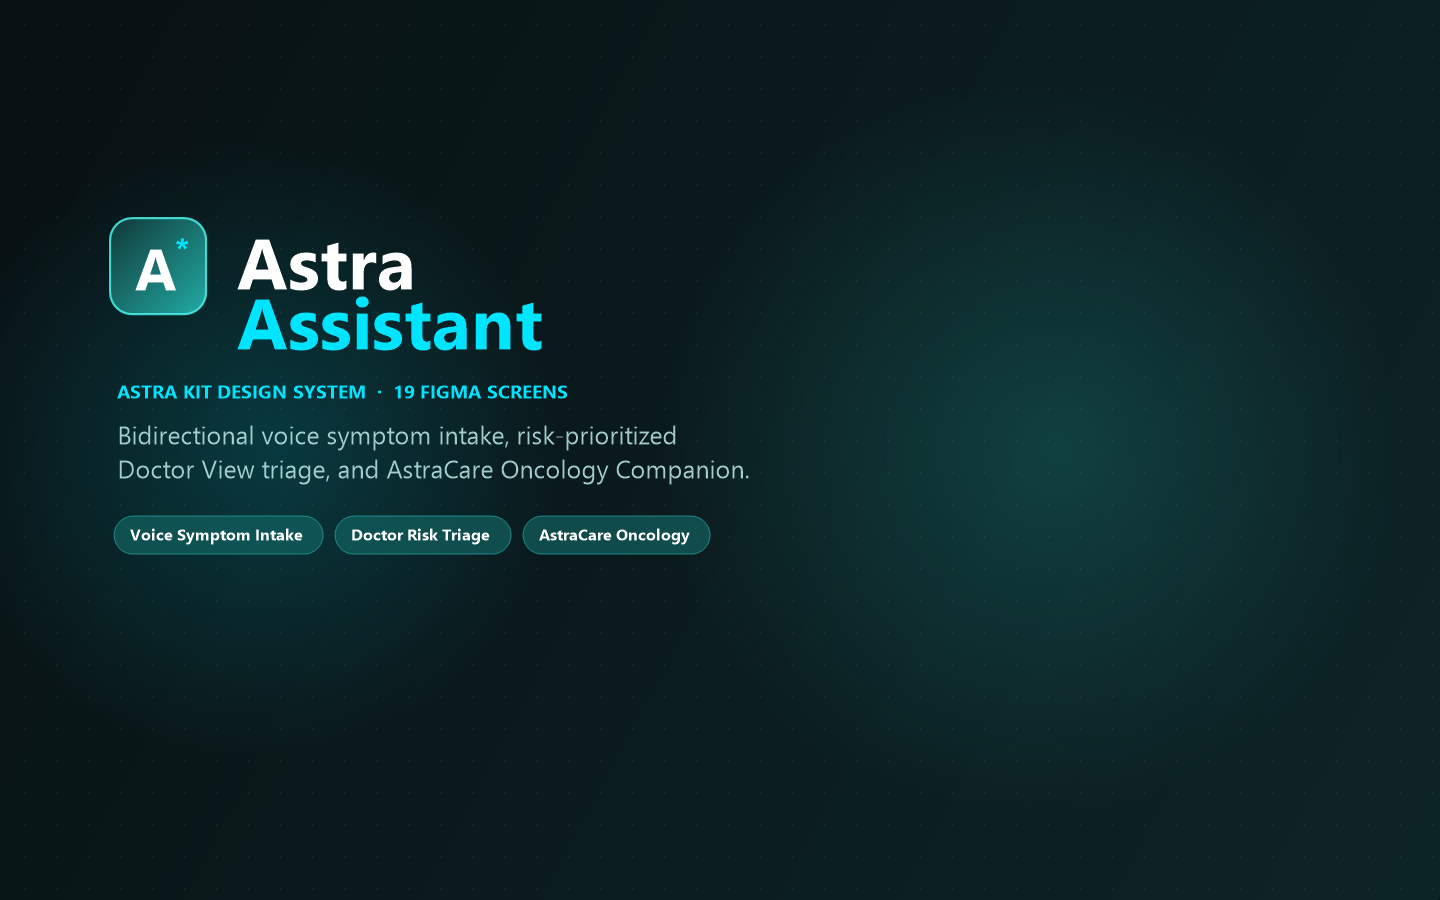 A*
Astra
Assistant
ASTRA KIT DESIGN SYSTEM · 19 FIGMA SCREENS
Bidirectional voice symptom intake, risk-prioritized
Doctor View triage, and AstraCare Oncology Companion.
Voice Symptom Intake
Doctor Risk Triage
AstraCare Oncology